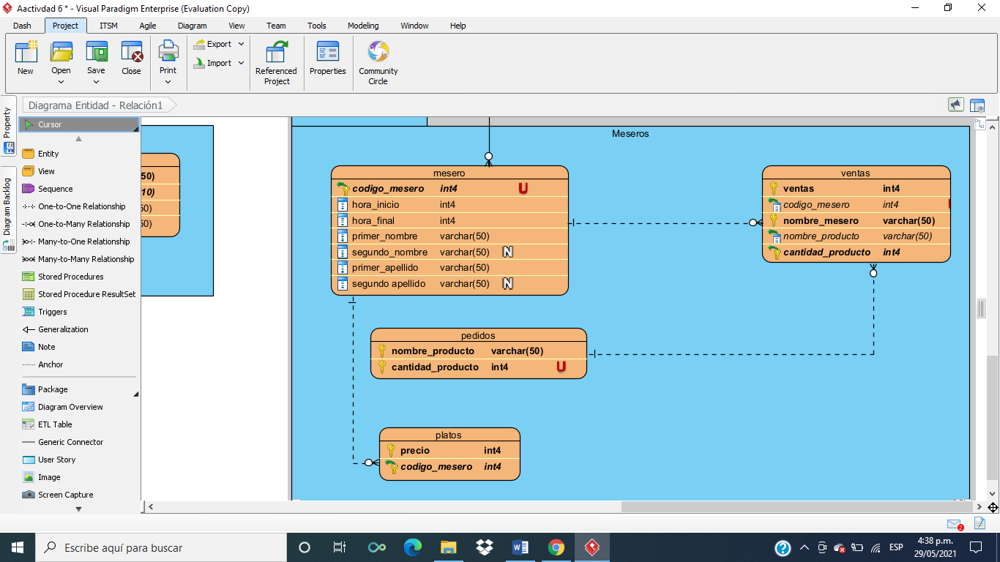 Aactivdad 6 * - Visual Paradigm Enterprise (Evaluation Copy)
Dash Project ITSM Agile Diagram View Team Tools Modeling Window Help
New Open Save Close Print Export Import Referenced Project Properties Community Circle
Diagrama Entidad - Relación1
Property
Diagram Backlog
Cursor
Entity
View
Sequence
One-to-One Relationship
One-to-Many Relationship
Many-to-One Relationship
Many-to-Many Relationship
Stored Procedures
Stored Procedure ResultSet
Triggers
Generalization
Note
Anchor
Package
Diagram Overview
ETL Table
Generic Connector
User Story
Image
Screen Capture
50)
10)
50)
50)
Meseros
mesero
codigo_mesero int4 U
hora_inicio int4
hora_final int4
primer_nombre varchar(50)
segundo_nombre varchar(50) N
primer_apellido varchar(50)
segundo apellido varchar(50) N
ventas
ventas int4
codigo_mesero int4
nombre_mesero varchar(50)
nombre_producto varchar(50)
cantidad_producto int4
pedidos
nombre_producto varchar(50)
cantidad_producto int4 U
platos
precio int4
codigo_mesero int4
2
Escribe aquí para buscar
ESP
4:38 p.m.
29/05/2021